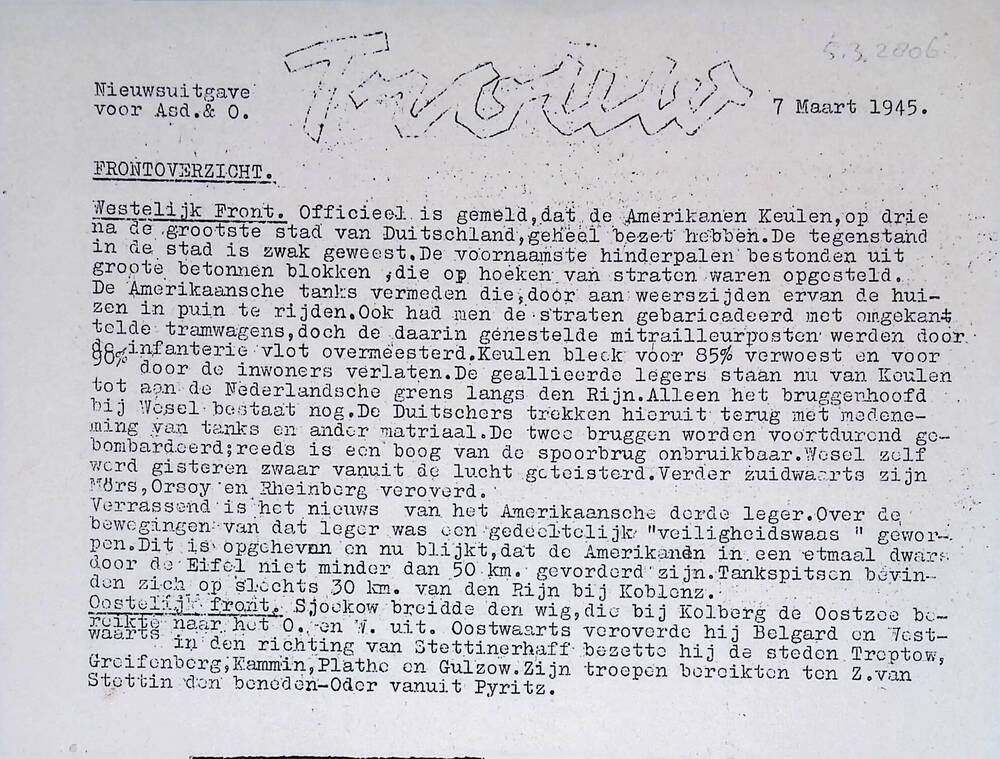 Trouw
5.3.2006
Nieuwsuitgave
voor Asd.& O.
7 Maart 1945.
FRONTOVERZICHT.
Westelijk Front. Officieel is gemeld,dat de Amerikanen Keulen,op drie
na de grootste stad van Duitschland,geheel bezet hebben.De tegenstand
in de stad is zwak geweest.De voornaamste hinderpalen bestonden uit
groote betonnen blokken ,die op hoeken van straten waren opgesteld.
De Amerikaansche tanks vermeden die,door aan weerszijden ervan de hui-
zen in puin te rijden.Ook had men de straten gebaricadeerd met omgekant
telde tramwagens,doch de daarin genestelde mitrailleurposten werden door
de infanterie vlot overmeesterd.Keulen bleek voor 85% verwoest en voor
90% door de inwoners verlaten.De geallieerde legers staan nu van Keulen
tot aan de Nederlandsche grens langs den Rijn.Alleen het bruggenhoofd
bij Wesel bestaat nog.De Duitschers trekken hieruit terug met medene-
ming van tanks en ander matriaal.De twee bruggen worden voortdurend ge-
bombardeerd;reeds is een boog van de spoorbrug onbruikbaar.Wesel zelf
werd gisteren zwaar vanuit de lucht geteisterd.Verder zuidwaarts zijn
Mörs,Orsoy en Rheinberg veroverd.
Verrassend is het nieuws van het Amerikaansche derde leger.Over de
bewegingen van dat leger was een gedeeltelijk "veiligheidswaas " gewor-
pen.Dit is opgeheven en nu blijkt,dat de Amerikanen in een etmaal dwars
door de Eifel niet minder dan 50 km. gevorderd zijn.Tankspitsen bevin-
den zich op slechts 30 km. van den Rijn bij Koblenz.
Oostelijk front. Sjoekow breidde den wig,die bij Kolberg de Oostzee be-
reikte naar het O. en W. uit. Oostwaarts veroverde hij Belgard en West-
waarts in den richting van Stettinerhaff bezette hij de steden Treptow,
Greifenberg,Kammin,Plathe en Gulzow.Zijn troepen bereikten ten Z.van
Stettin den beneden-Oder vanuit Pyritz.